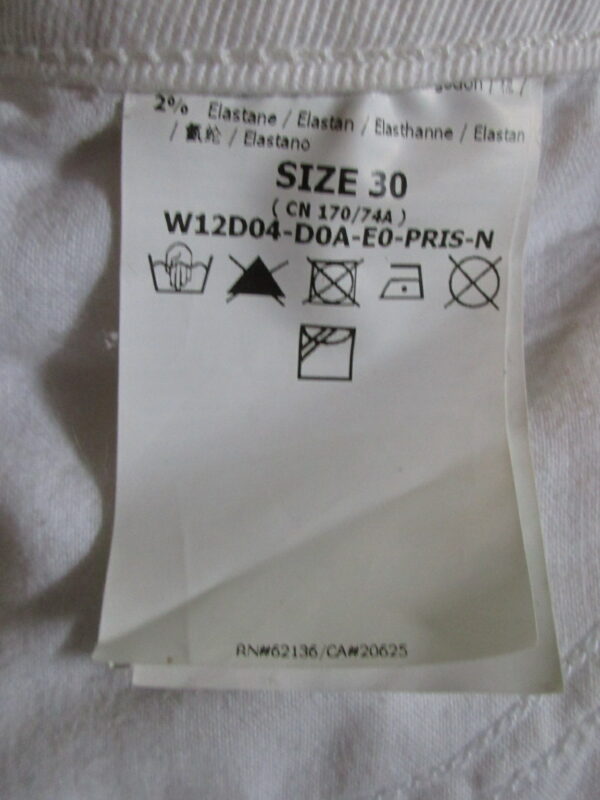 2% Elastane / Elastan / Elasthanne / Elastan
/ 氨纶 / Elastano
SIZE 30
( CN 170/74A )
W12D04-D0A-E0-PRIS-N
RN#62136/CA#20625